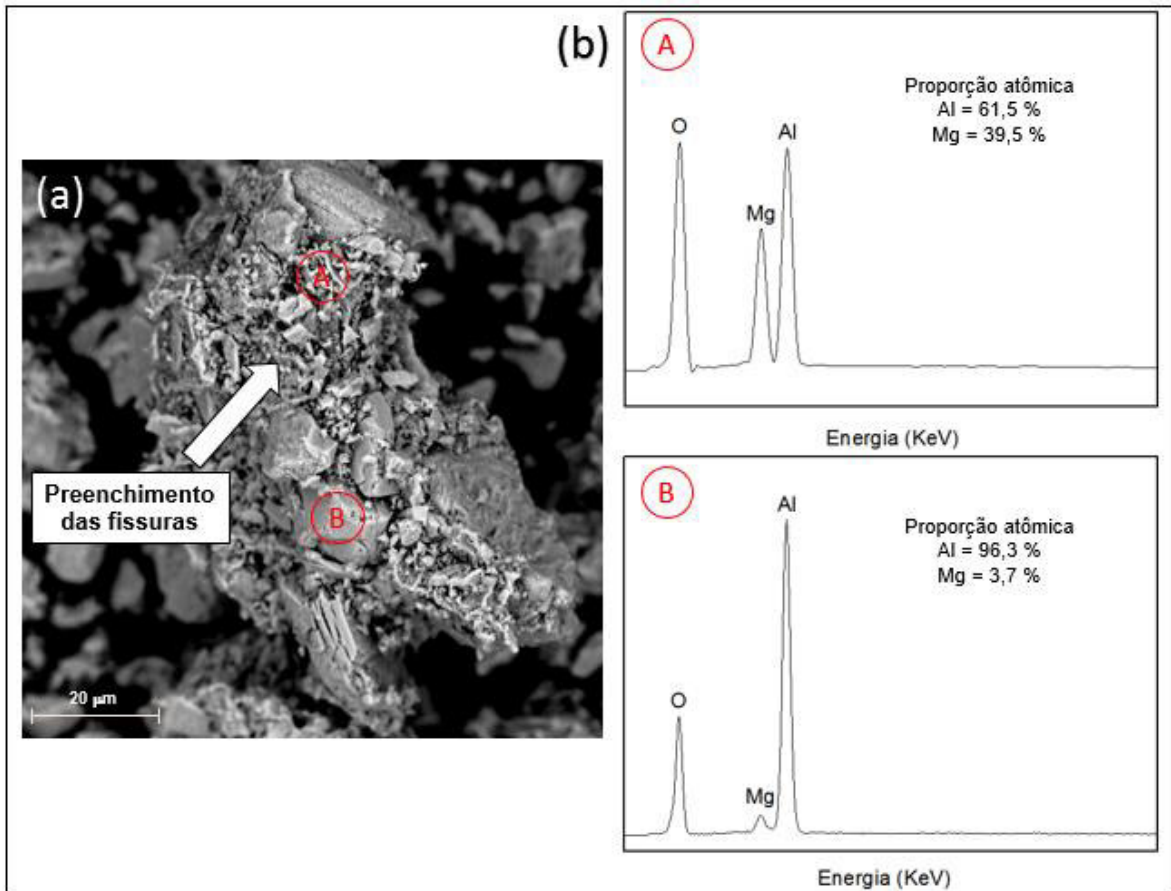 (a)
A
B
Preenchimento
das fissuras
20 μm
(b)
A
Proporção atômica
Al = 61,5 %
Mg = 39,5 %
O
Mg
Al
Energia (KeV)
B
Proporção atômica
Al = 96,3 %
Mg = 3,7 %
O
Mg
Al
Energia (KeV)